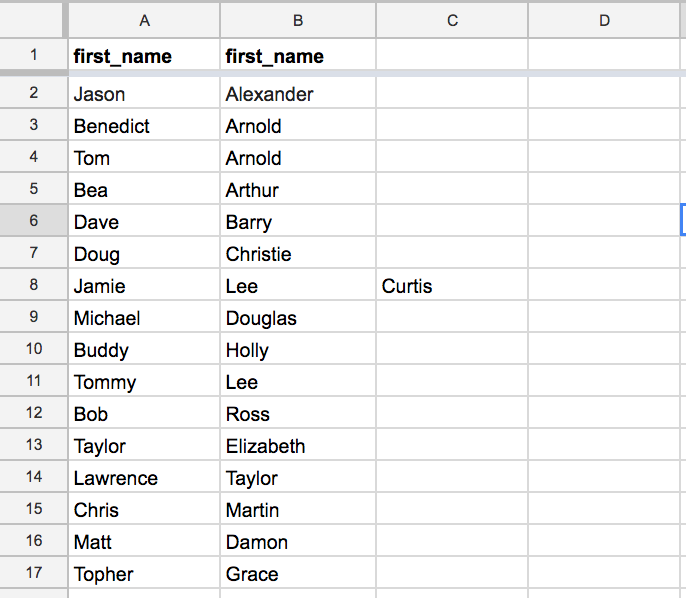 A B C D
1 first_name first_name
2 Jason Alexander
3 Benedict Arnold
4 Tom Arnold
5 Bea Arthur
6 Dave Barry
7 Doug Christie
8 Jamie Lee Curtis
9 Michael Douglas
10 Buddy Holly
11 Tommy Lee
12 Bob Ross
13 Taylor Elizabeth
14 Lawrence Taylor
15 Chris Martin
16 Matt Damon
17 Topher Grace